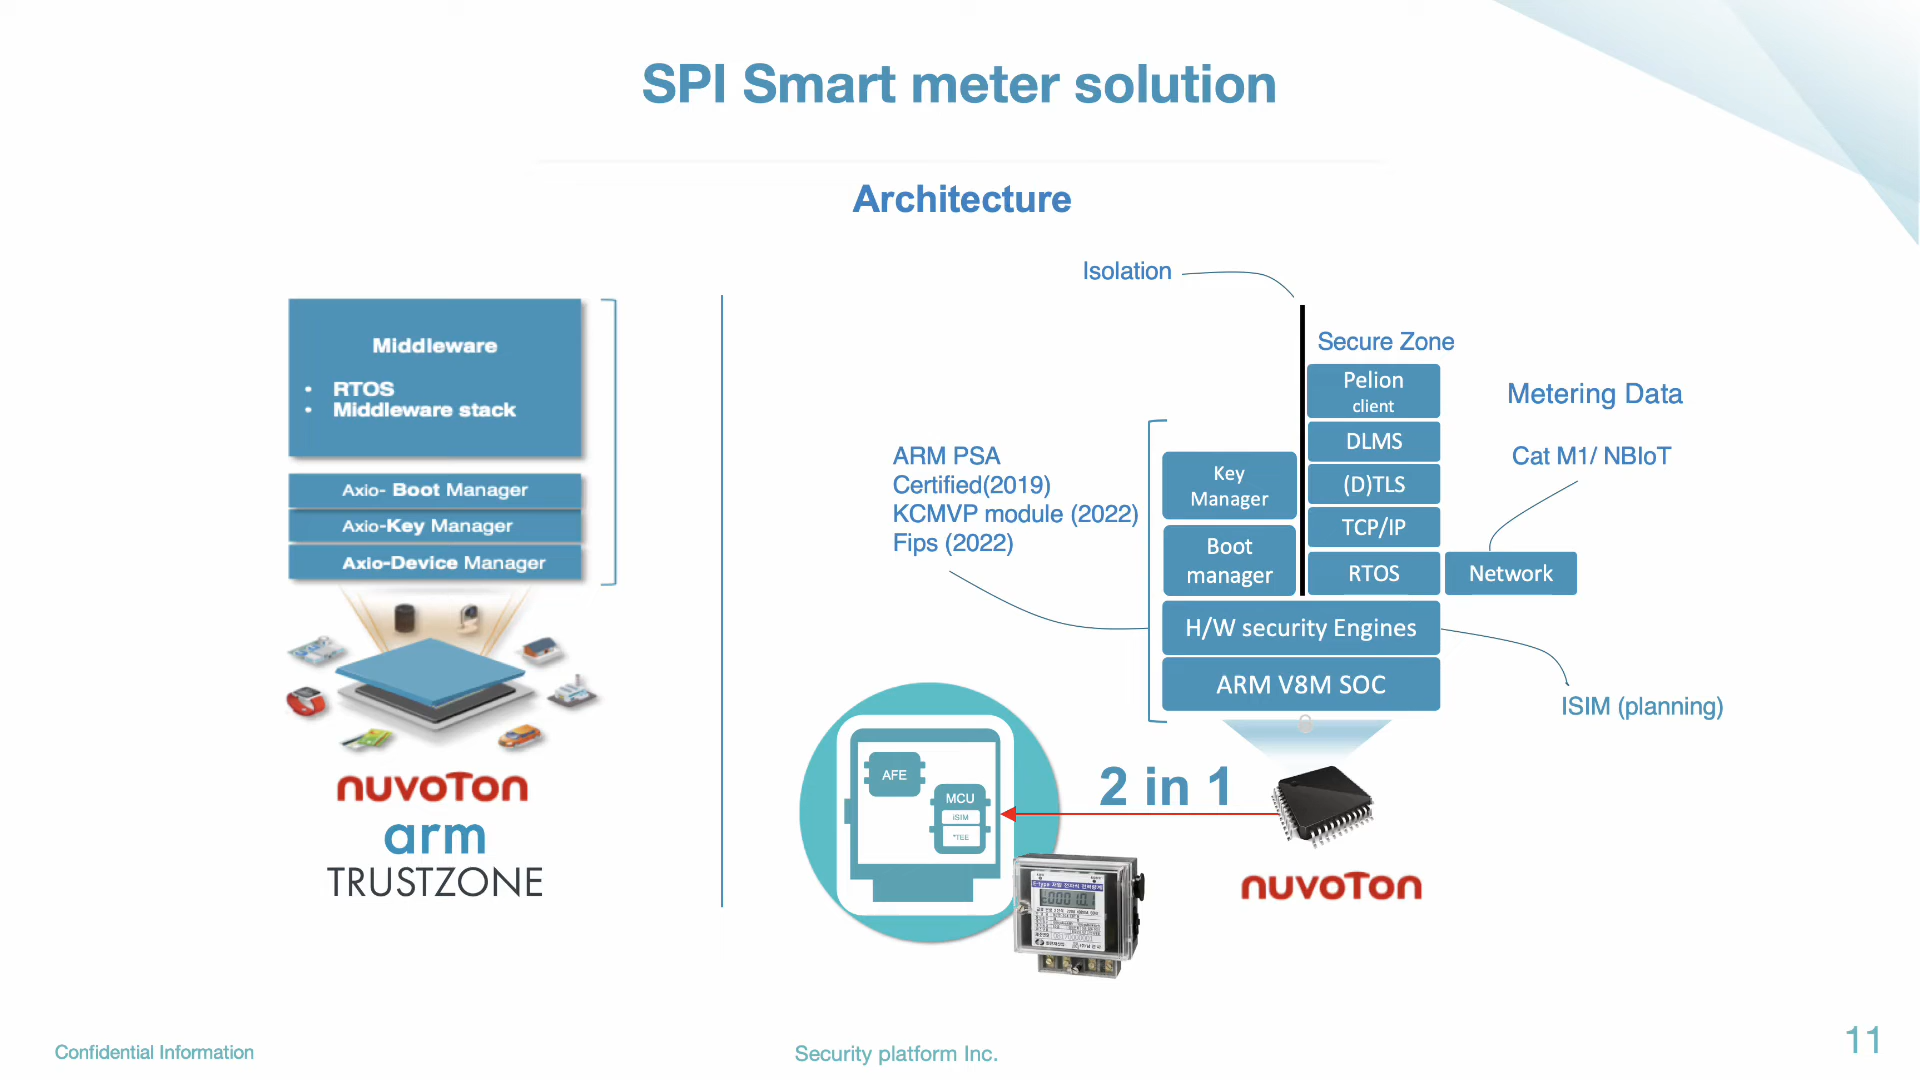 SPI Smart meter solution
Architecture
Middleware
• RTOS
• Middleware stack
Axio- Boot Manager
Axio-Key Manager
Axio-Device Manager
nuvoTon
arm
TRUSTZONE
Isolation
Secure Zone
Pelion
client
DLMS
(D)TLS
TCP/IP
RTOS
Network
Metering Data
Cat M1/ NBIoT
Key
Manager
Boot
manager
ARM PSA
Certified(2019)
KCMVP module (2022)
Fips (2022)
H/W security Engines
ARM V8M SOC
ISIM (planning)
AFE
MCU
iSIM
*TEE
2 in 1
nuvoTon
Confidential Information
Security platform Inc.
11